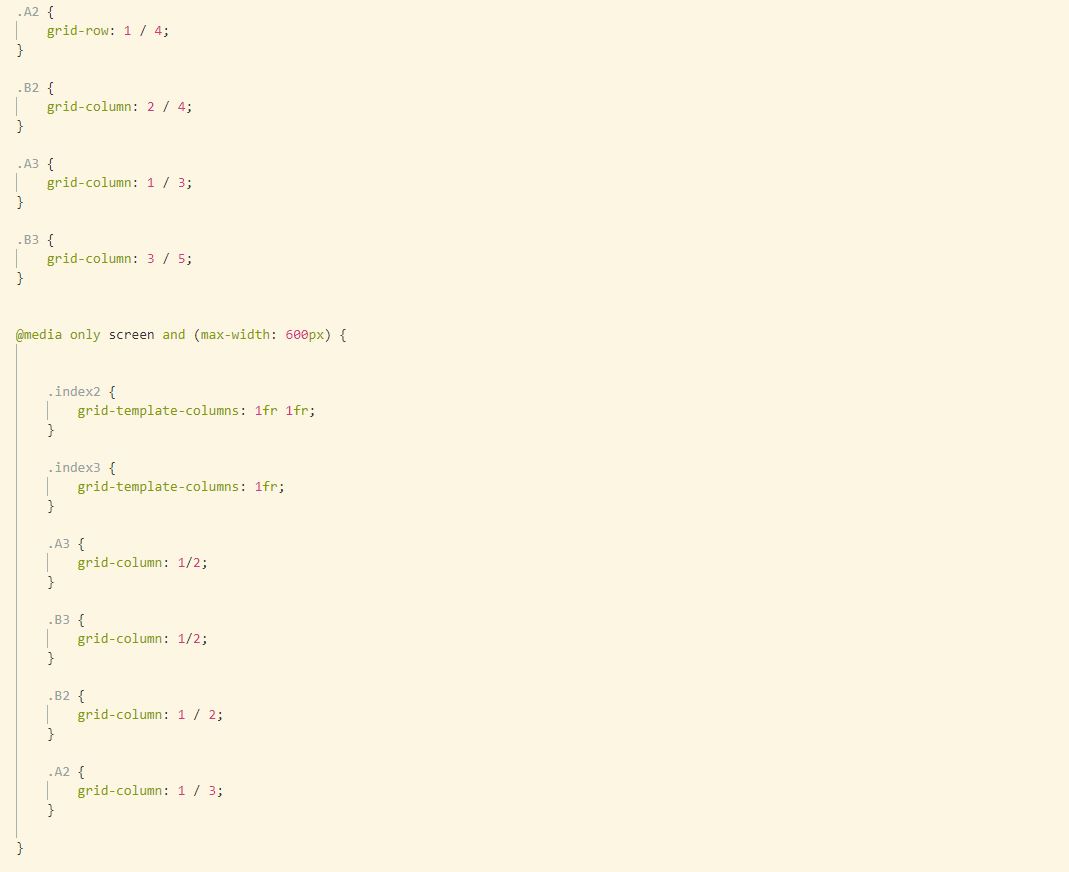 .A2 {
    grid-row: 1 / 4;
}
.B2 {
    grid-column: 2 / 4;
}
.A3 {
    grid-column: 1 / 3;
}
.B3 {
    grid-column: 3 / 5;
}
@media only screen and (max-width: 600px) {
    .index2 {
        grid-template-columns: 1fr 1fr;
    }
    .index3 {
        grid-template-columns: 1fr;
    }
    .A3 {
        grid-column: 1/2;
    }
    .B3 {
        grid-column: 1/2;
    }
    .B2 {
        grid-column: 1 / 2;
    }
    .A2 {
        grid-column: 1 / 3;
    }
}